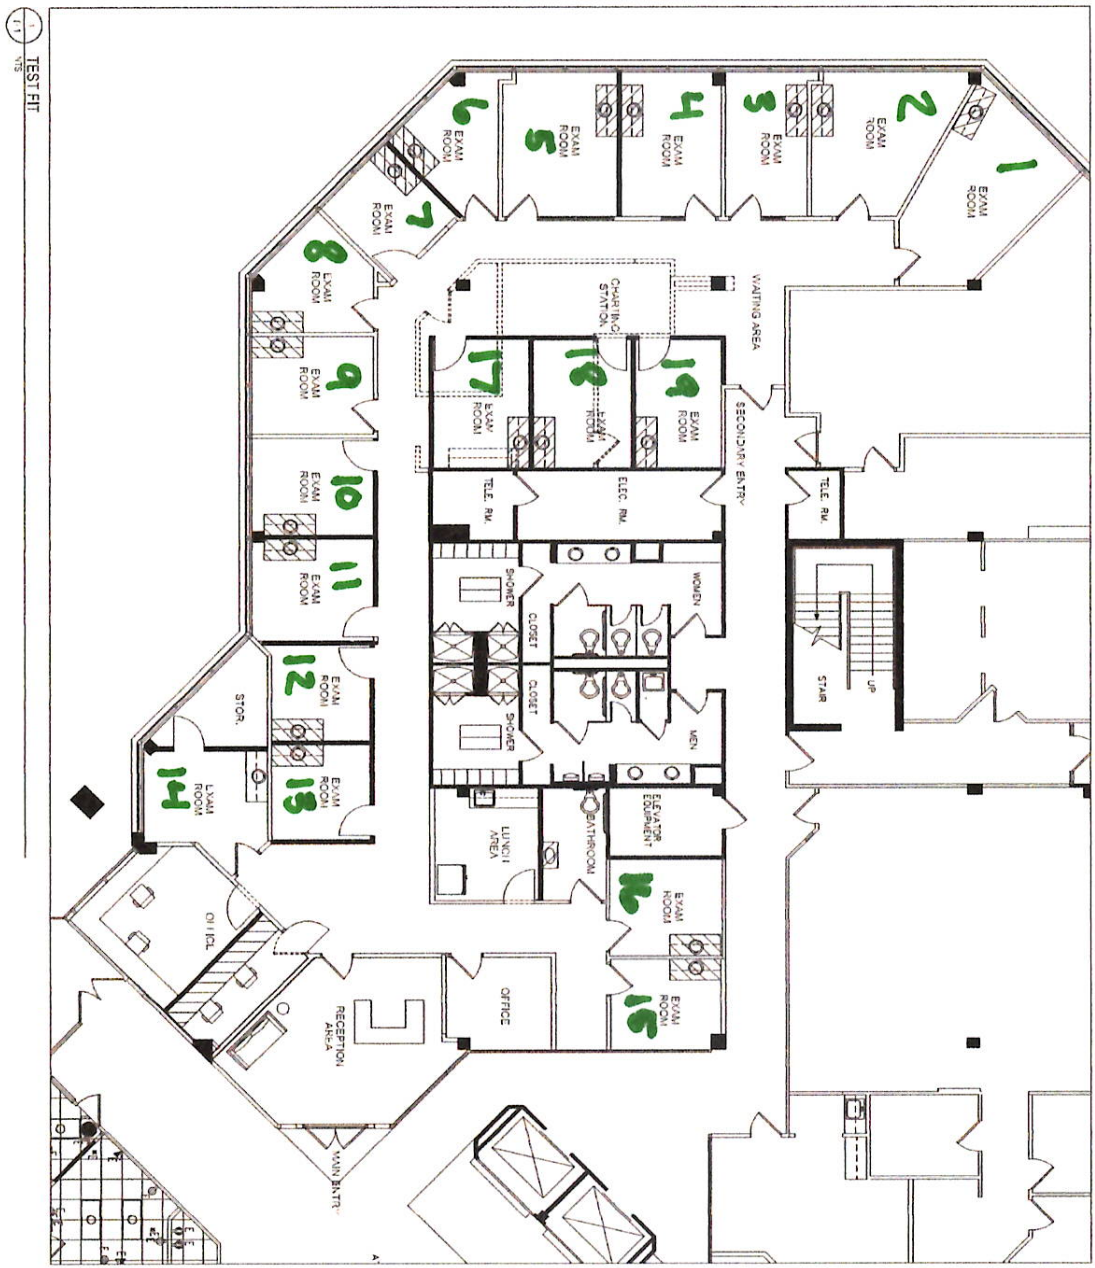 1
TEST FIT
NTS
6
EXAM
ROOM
5
EXAM
ROOM
4
EXAM
ROOM
3
EXAM
ROOM
2
EXAM
ROOM
1
EXAM
ROOM
7
EXAM
ROOM
8
EXAM
ROOM
CHARTING
STATION
WAITING AREA
9
EXAM
ROOM
17
EXAM
ROOM
18
EXAM
ROOM
19
EXAM
ROOM
SECONDARY ENTRY
10
EXAM
ROOM
TELE. RM.
ELEC. RM.
TELE. RM.
11
EXAM
ROOM
SHOWER
CLOSET
WOMEN
12
EXAM
ROOM
STOR.
CLOSET
UP
STAIR
SHOWER
MEN
14
EXAM
ROOM
13
EXAM
ROOM
LUNCH
AREA
BATHROOM
ELEVATOR
EQUIPMENT
16
EXAM
ROOM
OFFICE
15
EXAM
ROOM
OFFICE
RECEPTION
AREA
MAIN ENTRY